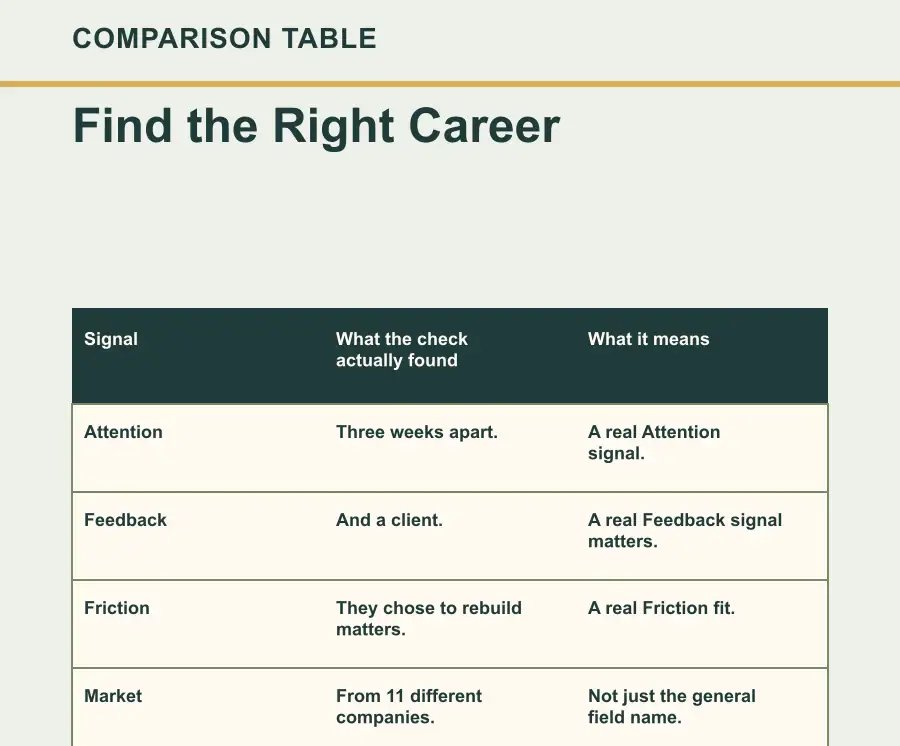 COMPARISON TABLE
Find the Right Career
Signal
What the check
actually found
What it means
Attention
Three weeks apart.
A real Attention
signal.
Feedback
And a client.
A real Feedback signal
matters.
Friction
They chose to rebuild
matters.
A real Friction fit.
Market
From 11 different
companies.
Not just the general
field name.